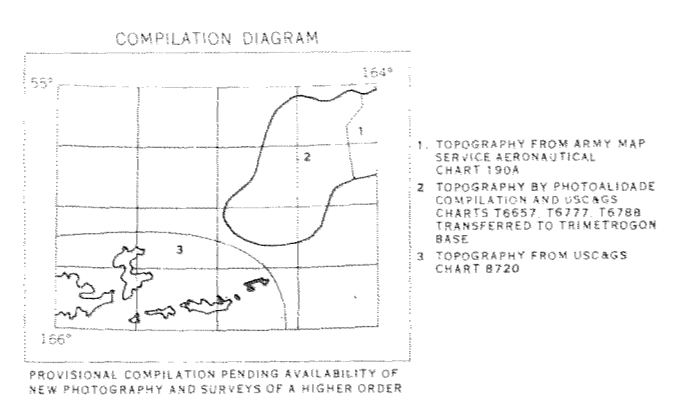 COMPILATION DIAGRAM
55°
164°
1
2
3
166°
1. TOPOGRAPHY FROM ARMY MAP
SERVICE AERONAUTICAL
CHART 190A
2 TOPOGRAPHY BY PHOTOALIDADE
COMPILATION AND USC&GS
CHARTS T6657, T6777, T6788
TRANSFERRED TO TRIMETROGON
BASE
3 TOPOGRAPHY FROM USC&GS
CHART 8720
PROVISIONAL COMPILATION PENDING AVAILABILITY OF
NEW PHOTOGRAPHY AND SURVEYS OF A HIGHER ORDER